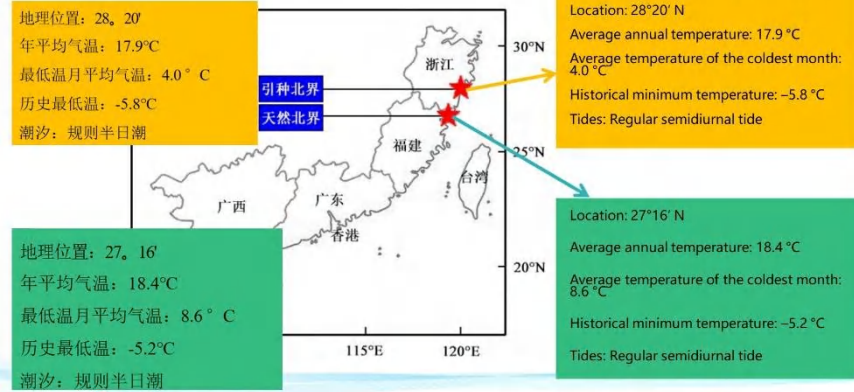 地理位置：28。20'
年平均气温：17.9℃
最低温月平均气温：4.0°C
历史最低温：-5.8℃
潮汐：规则半日潮
Location: 28°20′ N
Average annual temperature: 17.9 °C
Average temperature of the coldest month:
4.0 °C
Historical minimum temperature: –5.8 °C
Tides: Regular semidiurnal tide
30°N
浙江
引种北界
天然北界
福建
25°N
台湾
广西
广东
香港
20°N
115°E
120°E
地理位置：27。16'
年平均气温：18.4℃
最低温月平均气温：8.6°C
历史最低温：-5.2℃
潮汐：规则半日潮
Location: 27°16′ N
Average annual temperature: 18.4 °C
Average temperature of the coldest month:
8.6 °C
Historical minimum temperature: –5.2 °C
Tides: Regular semidiurnal tide